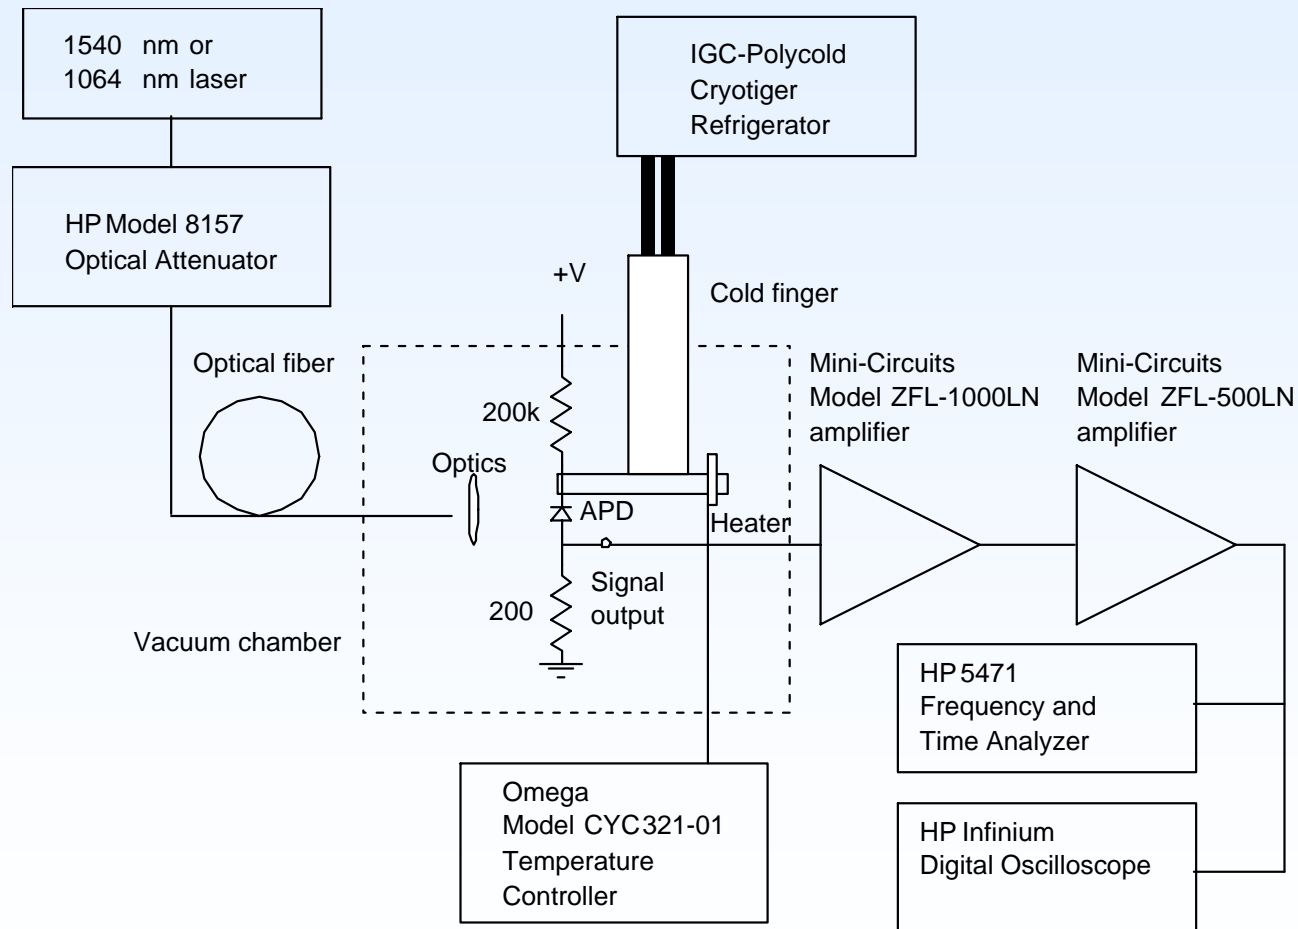 1540 nm or
1064 nm laser
IGC-Polycold
Cryotiger
Refrigerator
HP Model 8157
Optical Attenuator
+V
Cold finger
Optical fiber
Mini-Circuits
Model ZFL-1000LN
amplifier
Mini-Circuits
Model ZFL-500LN
amplifier
200k
Optics
APD
Heater
Signal
output
200
Vacuum chamber
HP 5471
Frequency and
Time Analyzer
Omega
Model CYC321-01
Temperature
Controller
HP Infinium
Digital Oscilloscope